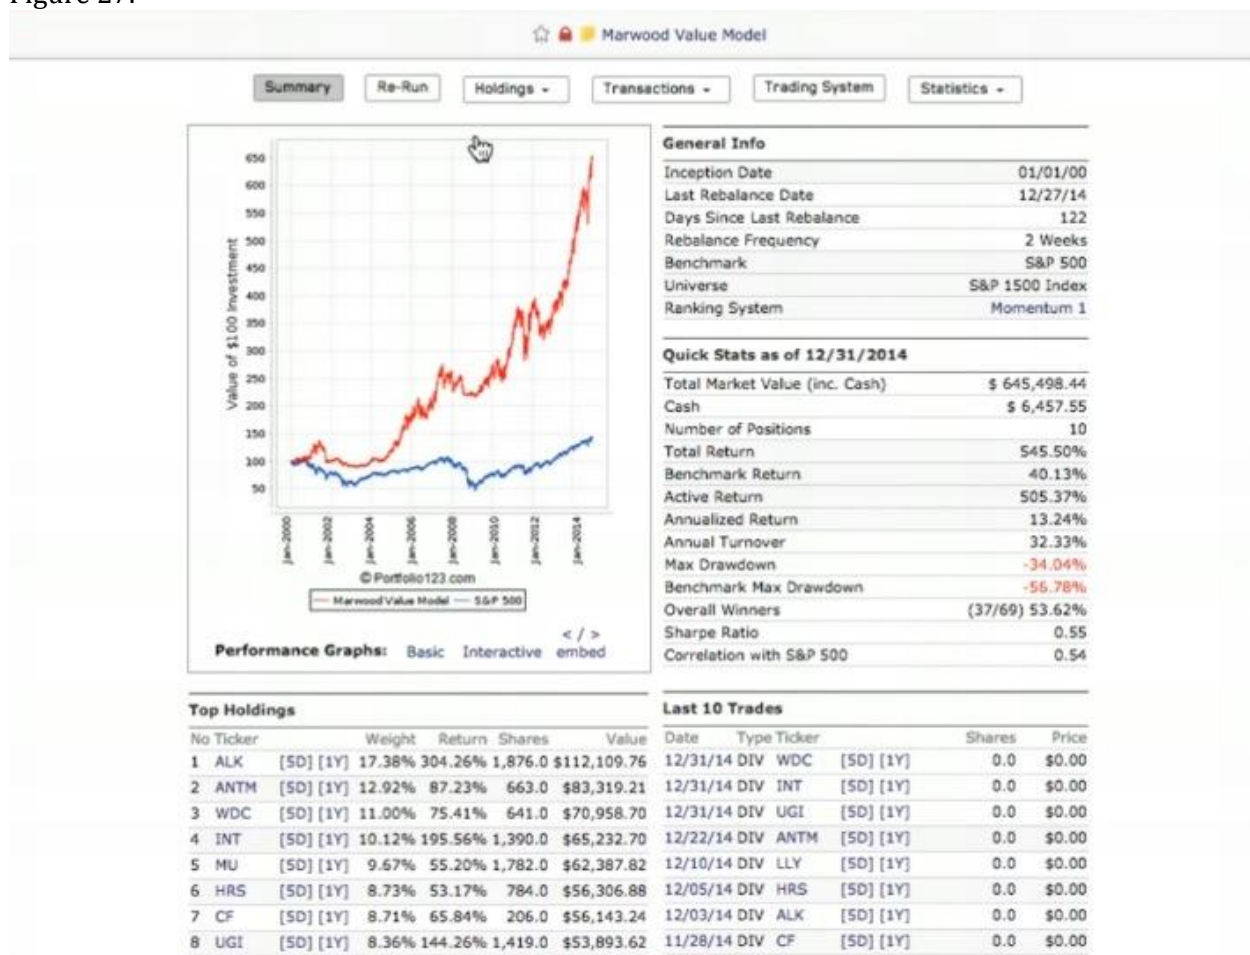 Marwood Value Model
Summary Re-Run Holdings Transactions Trading System Statistics
650
600
550
500
450
400
350
300
250
200
150
100
50
Value of $100 Investment
Jan-2000 Jan-2002 Jan-2004 Jan-2006 Jan-2008 Jan-2010 Jan-2012 Jan-2014
© Portfolio123.com
Marwood Value Model S&P 500
Performance Graphs: Basic Interactive </> embed
General Info
Inception Date 01/01/00
Last Rebalance Date 12/27/14
Days Since Last Rebalance 122
Rebalance Frequency 2 Weeks
Benchmark S&P 500
Universe S&P 1500 Index
Ranking System Momentum 1
Quick Stats as of 12/31/2014
Total Market Value (inc. Cash) $ 645,498.44
Cash $ 6,457.55
Number of Positions 10
Total Return 545.50%
Benchmark Return 40.13%
Active Return 505.37%
Annualized Return 13.24%
Annual Turnover 32.33%
Max Drawdown -34.04%
Benchmark Max Drawdown -56.78%
Overall Winners (37/69) 53.62%
Sharpe Ratio 0.55
Correlation with S&P 500 0.54
Top Holdings
No Ticker Weight Return Shares Value
1 ALK [5D] [1Y] 17.38% 304.26% 1,876.0 $112,109.76
2 ANTM [5D] [1Y] 12.92% 87.23% 663.0 $83,319.21
3 WDC [5D] [1Y] 11.00% 75.41% 641.0 $70,958.70
4 INT [5D] [1Y] 10.12% 195.56% 1,390.0 $65,232.70
5 MU [5D] [1Y] 9.67% 55.20% 1,782.0 $62,387.82
6 HRS [5D] [1Y] 8.73% 53.17% 784.0 $56,306.88
7 CF [5D] [1Y] 8.71% 65.84% 206.0 $56,143.24
8 UGI [5D] [1Y] 8.36% 144.26% 1,419.0 $53,893.62
Last 10 Trades
Date Type Ticker Shares Price
12/31/14 DIV WDC [5D] [1Y] 0.0 $0.00
12/31/14 DIV INT [5D] [1Y] 0.0 $0.00
12/31/14 DIV UGI [5D] [1Y] 0.0 $0.00
12/22/14 DIV ANTM [5D] [1Y] 0.0 $0.00
12/10/14 DIV LLY [5D] [1Y] 0.0 $0.00
12/05/14 DIV HRS [5D] [1Y] 0.0 $0.00
12/03/14 DIV ALK [5D] [1Y] 0.0 $0.00
11/28/14 DIV CF [5D] [1Y] 0.0 $0.00